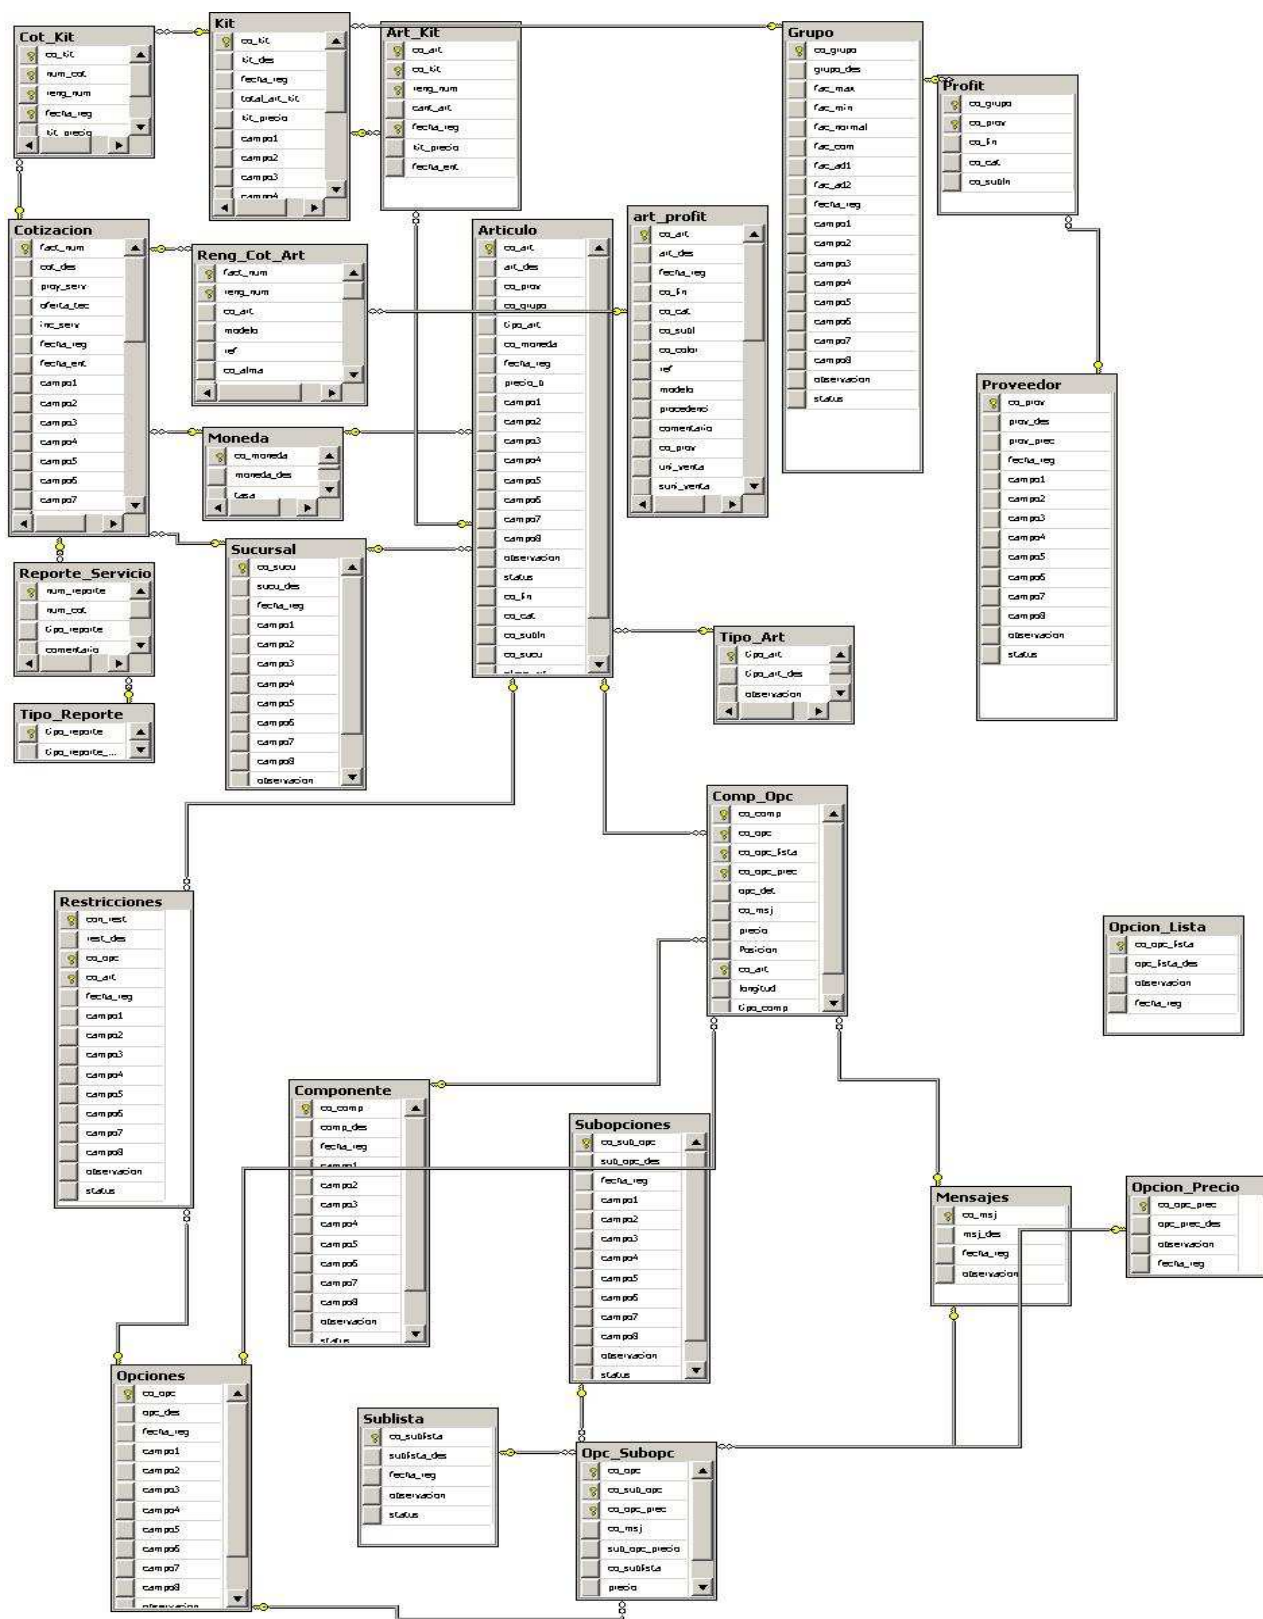 Cot_Kit
co_kit
num_cot
reng_num
fecha_reg
kit_precio
Kit
co_kit
kit_des
fecha_reg
total_art_kit
kit_precio
campo1
campo2
campo3
campo4
Art_Kit
co_art
co_kit
reng_num
cant_art
fecha_reg
kit_precio
fecha_ent
Grupo
co_grupo
grupo_des
fac_max
fac_min
fac_normal
fac_com
fac_ad1
fac_ad2
fecha_reg
campo1
campo2
campo3
campo4
campo5
campo6
campo7
campo8
observacion
status
Profit
co_grupo
co_prov
co_lin
co_cat
co_subln
Cotizacion
fact_num
cot_des
proy_serv
oferta_tec
inc_serv
fecha_reg
fecha_ent
campo1
campo2
campo3
campo4
campo5
campo6
campo7
Reng_Cot_Art
fact_num
reng_num
co_art
modelo
ref
co_alma
Articulo
co_art
art_des
co_prov
co_grupo
tipo_art
co_moneda
fecha_reg
campo1
campo2
campo3
campo4
campo5
campo6
campo7
campo8
observacion
status
co_lin
co_cat
co_subln
co_sucu
art_profit
co_art
art_des
fecha_reg
co_lin
co_cat
co_subl
co_color
ref
modelo
procedenci
comentario
co_prov
uni_venta
suni_venta
Moneda
co_moneda
moneda_des
tasa
Proveedor
co_prov
prov_des
prov_prec
fecha_reg
campo1
campo2
campo3
campo4
campo5
campo6
campo7
campo8
observacion
status
Sucursal
co_sucu
sucu_des
fecha_reg
campo1
campo2
campo3
campo4
campo5
campo6
campo7
campo8
observacion
Reporte_Servicio
num_reporte
num_cot
tipo_reporte
comentario
Tipo_Reporte
tipo_reporte
tipo_reporte_...
Tipo_Art
tipo_art
tipo_art_des
observacion
Comp_Opc
co_comp
co_opc
co_opc_lista
co_opc_prec
opc_det
co_msj
precio
Posicion
co_art
longitud
tipo_comp
Restricciones
con_rest
rest_des
co_opc
co_art
fecha_reg
campo1
campo2
campo3
campo4
campo5
campo6
campo7
campo8
observacion
status
Opcion_Lista
co_opc_lista
opc_lista_des
observacion
fecha_reg
Componente
co_comp
comp_des
fecha_reg
campo1
campo2
campo3
campo4
campo5
campo6
campo7
campo8
observacion
status
Subopciones
co_sub_opc
sub_opc_des
fecha_reg
campo1
campo2
campo3
campo4
campo5
campo6
campo7
campo8
observacion
status
Mensajes
co_msj
msj_des
fecha_reg
observacion
Opcion_Precio
co_opc_prec
opc_prec_des
observacion
fecha_reg
Opciones
co_opc
opc_des
fecha_reg
campo1
campo2
campo3
campo4
campo5
campo6
campo7
campo8
observacion
Sublista
co_sublista
sublista_des
fecha_reg
observacion
status
Opc_Subopc
co_opc
co_sub_opc
co_opc_prec
co_msj
sub_opc_precio
co_sublista
precio